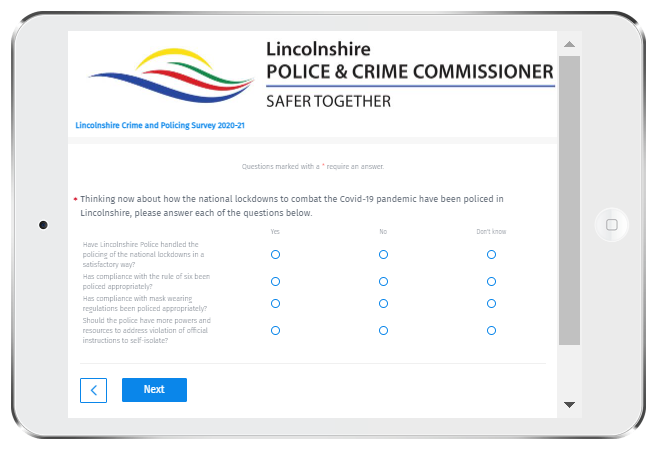 Lincolnshire
POLICE & CRIME COMMISSIONER
SAFER TOGETHER
Lincolnshire Crime and Policing Survey 2020-21
Questions marked with a * require an answer.
* Thinking now about how the national lockdowns to combat the Covid-19 pandemic have been policed in
Lincolnshire, please answer each of the questions below.
Yes No Don't know
Have Lincolnshire Police handled the
policing of the national lockdowns in a
satisfactory way?
Has compliance with the rule of six been
policed appropriately?
Has compliance with mask wearing
regulations been policed appropriately?
Should the police have more powers and
resources to address violation of official
instructions to self-isolate?
Next